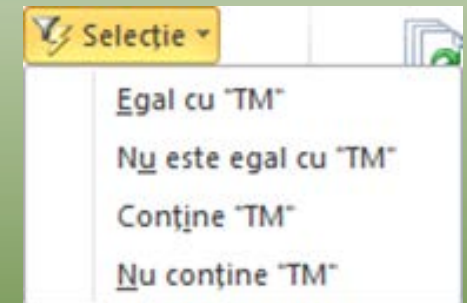 Selecție
Egal cu "TM"
Nu este egal cu "TM"
Conține "TM"
Nu conține "TM"